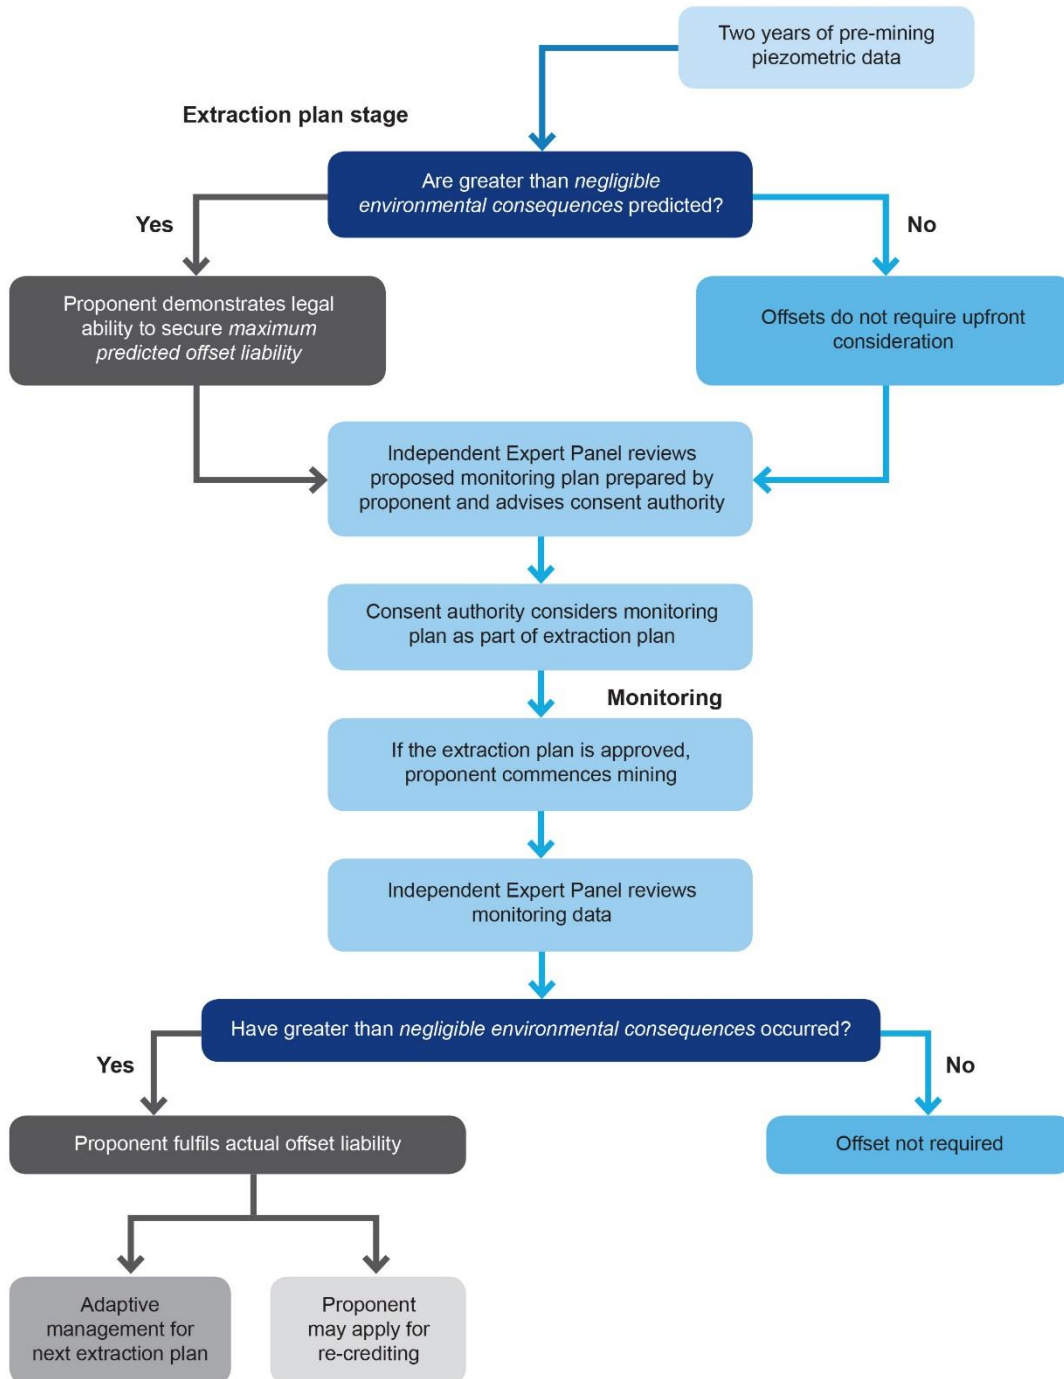 Two years of pre-mining
piezometric data
Extraction plan stage
Are greater than negligible
environmental consequences predicted?
Yes
No
Proponent demonstrates legal
ability to secure maximum
predicted offset liability
Offsets do not require upfront
consideration
Independent Expert Panel reviews
proposed monitoring plan prepared by
proponent and advises consent authority
Consent authority considers monitoring
plan as part of extraction plan
Monitoring
If the extraction plan is approved,
proponent commences mining
Independent Expert Panel reviews
monitoring data
Have greater than negligible environmental consequences occurred?
Yes
No
Proponent fulfils actual offset liability
Offset not required
Adaptive
management for
next extraction plan
Proponent
may apply for
re-crediting